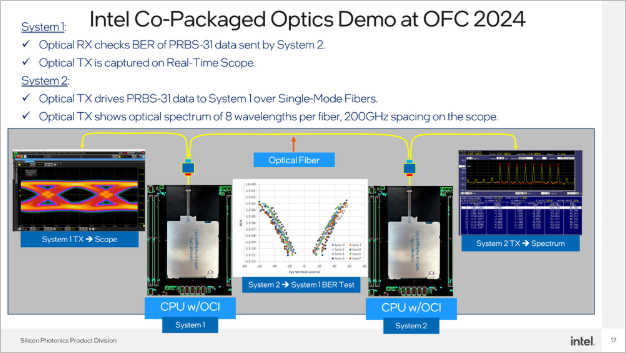 Intel Co-Packaged Optics Demo at OFC 2024
System 1:
✓ Optical RX checks BER of PRBS-31 data sent by System 2.
✓ Optical TX is captured on Real-Time Scope.
System 2:
✓ Optical TX drives PRBS-31 data to System 1 over Single-Mode Fibers.
✓ Optical TX shows optical spectrum of 8 wavelengths per fiber, 200GHz spacing on the scope.
Optical Fiber
System 1 TX → Scope
System 2 → System 1 BER Test
System 2 TX → Spectrum
CPU w/OCI
System 1
CPU w/OCI
System 2
Silicon Photonics Product Division
intel.
17